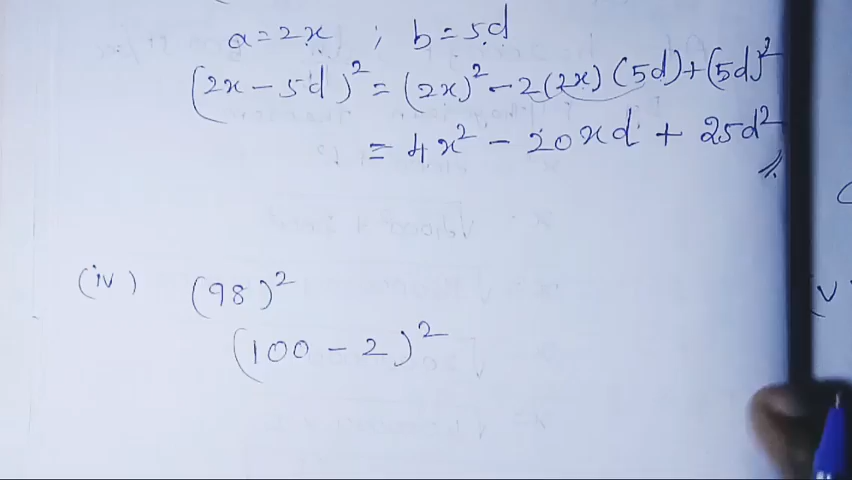 a = 2x ; b = 5d
(2x - 5d)² = (2x)² - 2(2x)(5d) + (5d)²
= 4x² - 20xd + 25d²
(iv) (98)²
(100 - 2)²
(v